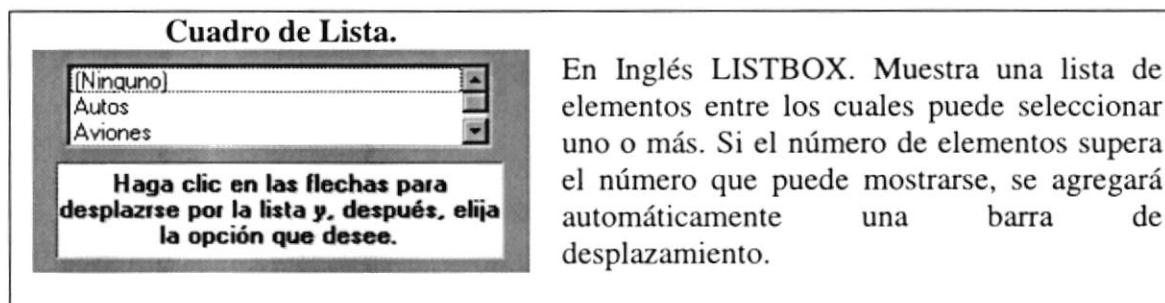 Cuadro de Lista.
(Ninguno)
Autos
Aviones
Haga clic en las flechas para
desplazrse por la lista y, después, elija
la opción que desee.
En Inglés LISTBOX. Muestra una lista de
elementos entre los cuales puede seleccionar
uno o más. Si el número de elementos supera
el número que puede mostrarse, se agregará
automáticamente una barra de
desplazamiento.